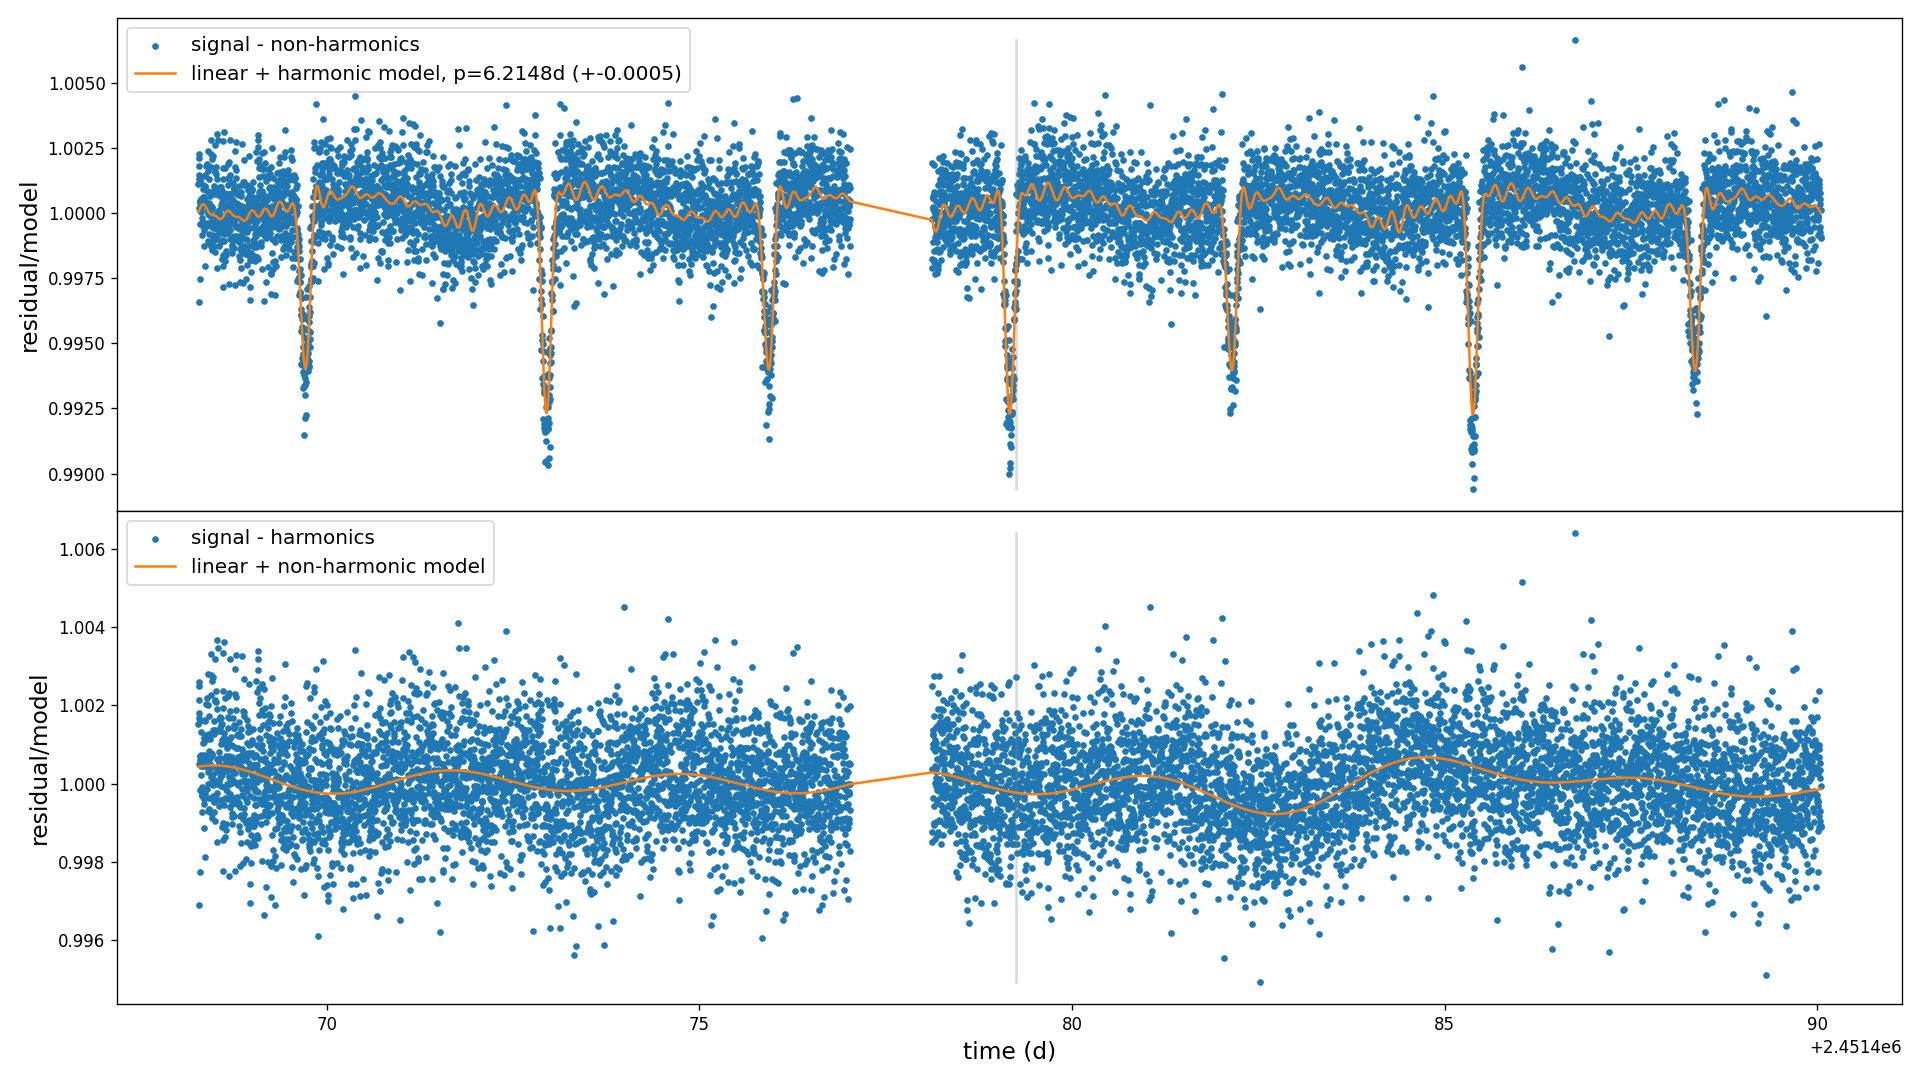 signal - non-harmonics
linear + harmonic model, p=6.2148d (+-0.0005)
1.0050
1.0025
1.0000
0.9975
0.9950
0.9925
0.9900
residual/model
signal - harmonics
linear + non-harmonic model
1.006
1.004
1.002
1.000
0.998
0.996
residual/model
70
75
80
85
90
time (d)
+2.4514e6